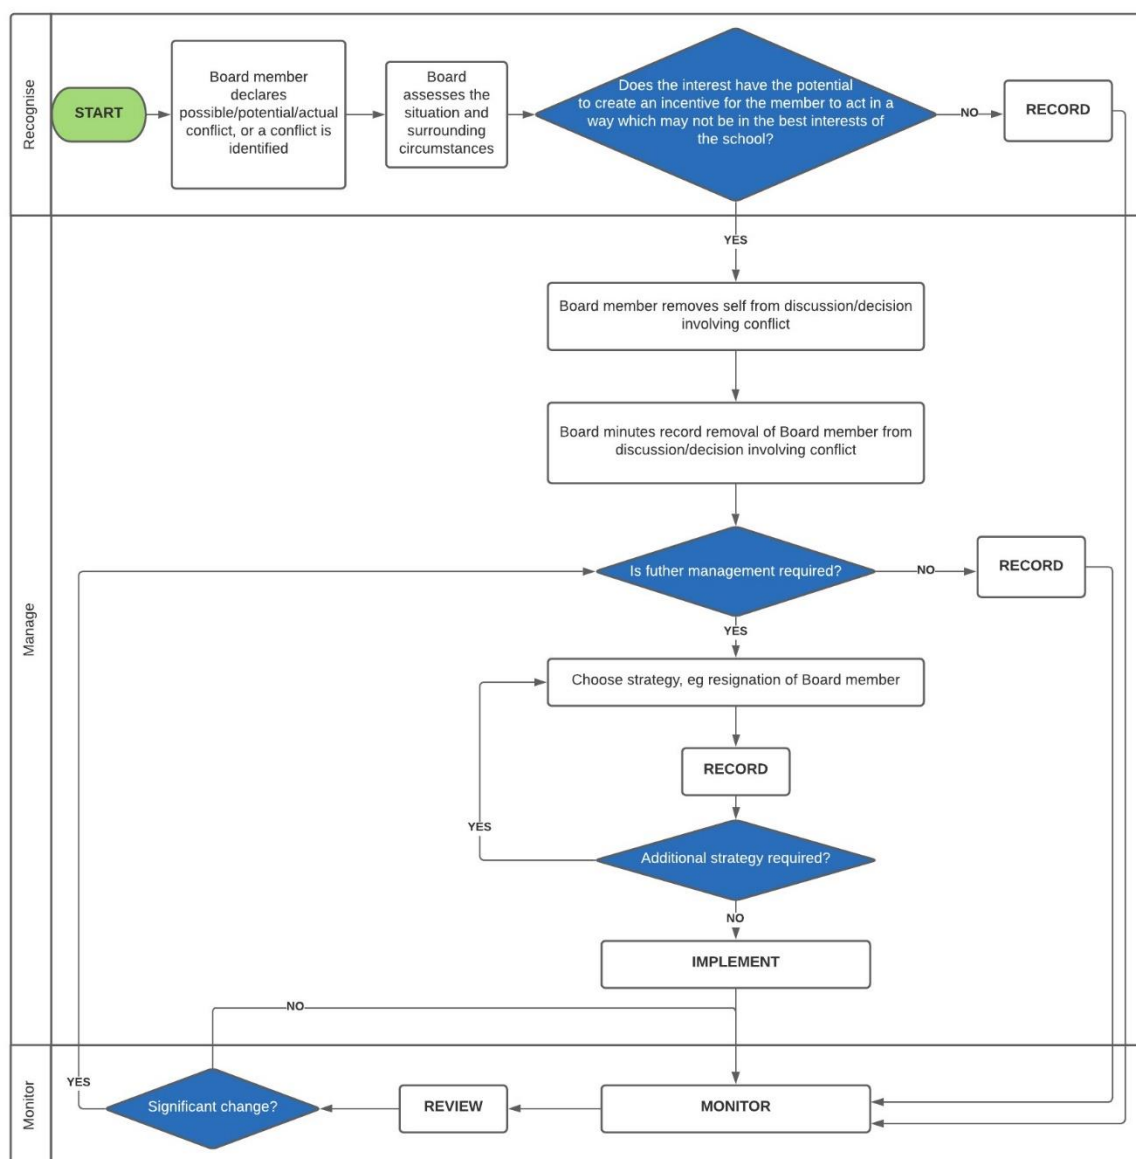 Recognise
START
Board member
declares
possible/potential/actual
conflict, or a conflict is
identified
Board
assesses the
situation and
surrounding
circumstances
Does the interest have the potential
to create an incentive for the member to act in a
way which may not be in the best interests of
the school?
NO
RECORD
YES
Manage
Board member removes self from discussion/decision
involving conflict
Board minutes record removal of Board member from
discussion/decision involving conflict
Is futher management required?
NO
RECORD
YES
Choose strategy, eg resignation of Board member
RECORD
YES
Additional strategy required?
NO
IMPLEMENT
NO
Monitor
YES
Significant change?
REVIEW
MONITOR